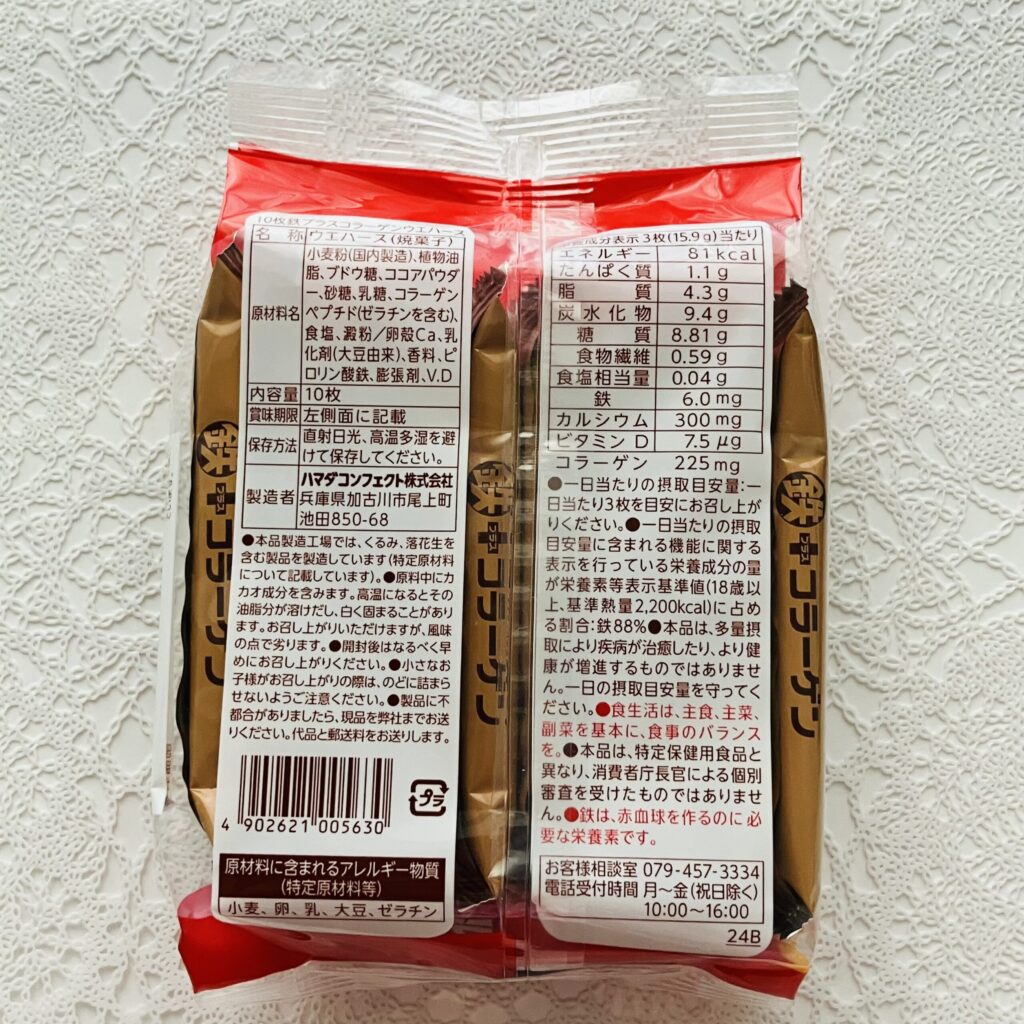 10枚鉄プラスコラーゲンウエハース
名称 ウエハース(焼菓子)
原材料名 小麦粉(国内製造)、植物油
脂、ブドウ糖、ココアパウダ
ー、砂糖、乳糖、コラーゲン
ペプチド(ゼラチンを含む)、
食塩、澱粉/卵殻Ca、乳
化剤(大豆由来)、香料、ピ
ロリン酸鉄、膨張剤、V.D
内容量 10枚
賞味期限 左側面に記載
保存方法 直射日光、高温多湿を避
けて保存してください。
製造者 ハマダコンフェクト株式会社
兵庫県加古川市尾上町
池田850-68
●本品製造工場では、くるみ、落花生を
含む製品を製造しています(特定原材料
について記載しています)。●原料中にカ
カオ成分を含みます。高温になるとその
油脂分が溶けだし、白く固まることがあり
ます。お召し上がりいただけますが、風味
の点で劣ります。●開封後はなるべく早
めにお召し上がりください。●小さなお
子様がお召し上がりの際は、のどに詰まら
せないようご注意ください。●製品に不
都合がありましたら、現品を弊社までお送
りください。代品と郵送料をお送りします。
4 902621 005630
プラ
原材料に含まれるアレルギー物質
(特定原材料等)
小麦、卵、乳、大豆、ゼラチン
成分表示3枚(15.9g)当たり
エネルギー 81kcal
たんぱく質 1.1g
脂質 4.3g
炭水化物 9.4g
糖質 8.81g
食物繊維 0.59g
食塩相当量 0.04g
鉄 6.0mg
カルシウム 300mg
ビタミンD 7.5μg
コラーゲン 225mg
●一日当たりの摂取目安量:一
日当たり3枚を目安にお召し上が
りください。●一日当たりの摂取
目安量に含まれる機能に関する
表示を行っている栄養成分の量
が栄養素等表示基準値(18歳以
上、基準熱量2,200kcal)に占め
る割合:鉄88%●本品は、多量摂
取により疾病が治癒したり、より健
康が増進するものではありませ
ん。一日の摂取目安量を守ってく
ださい。●食生活は、主食、主菜、
副菜を基本に、食事のバランス
を。●本品は、特定保健用食品と
異なり、消費者庁長官による個別
審査を受けたものではありませ
ん。●鉄は、赤血球を作るのに必
要な栄養素です。
お客様相談室 079-457-3334
電話受付時間 月〜金(祝日除く)
10:00〜16:00
24B
鉄プラス+コラーゲン
鉄プラス+コラーゲン